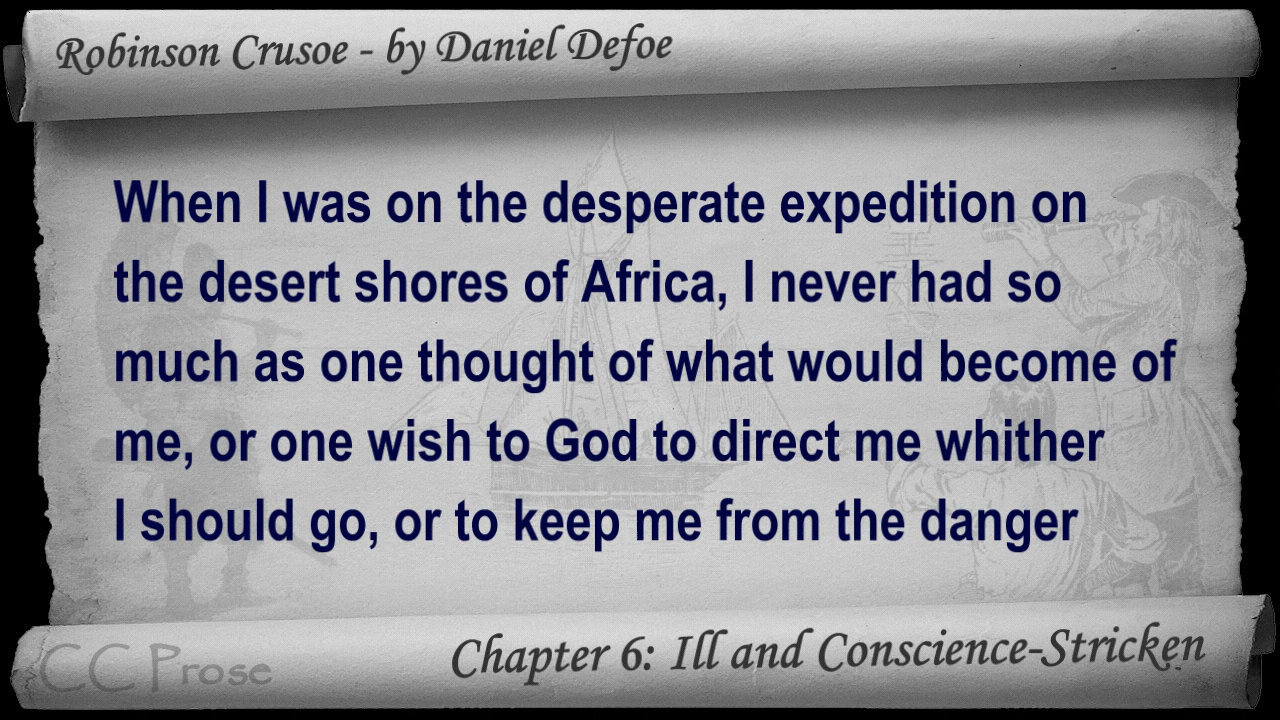 Robinson Crusoe - by Daniel Defoe
When I was on the desperate expedition on
the desert shores of Africa, I never had so
much as one thought of what would become of
me, or one wish to God to direct me whither
I should go, or to keep me from the danger
CC Prose
Chapter 6: Ill and Conscience-Stricken